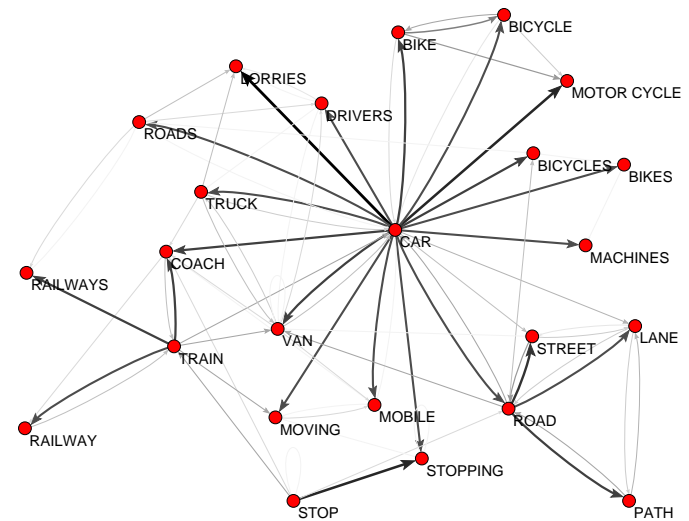 BICYCLE
BIKE
LORRIES
MOTOR CYCLE
DRIVERS
ROADS
BICYCLES
BIKES
TRUCK
CAR
COACH
MACHINES
RAILWAYS
VAN
LANE
STREET
TRAIN
MOBILE
ROAD
MOVING
RAILWAY
STOPPING
STOP
PATH